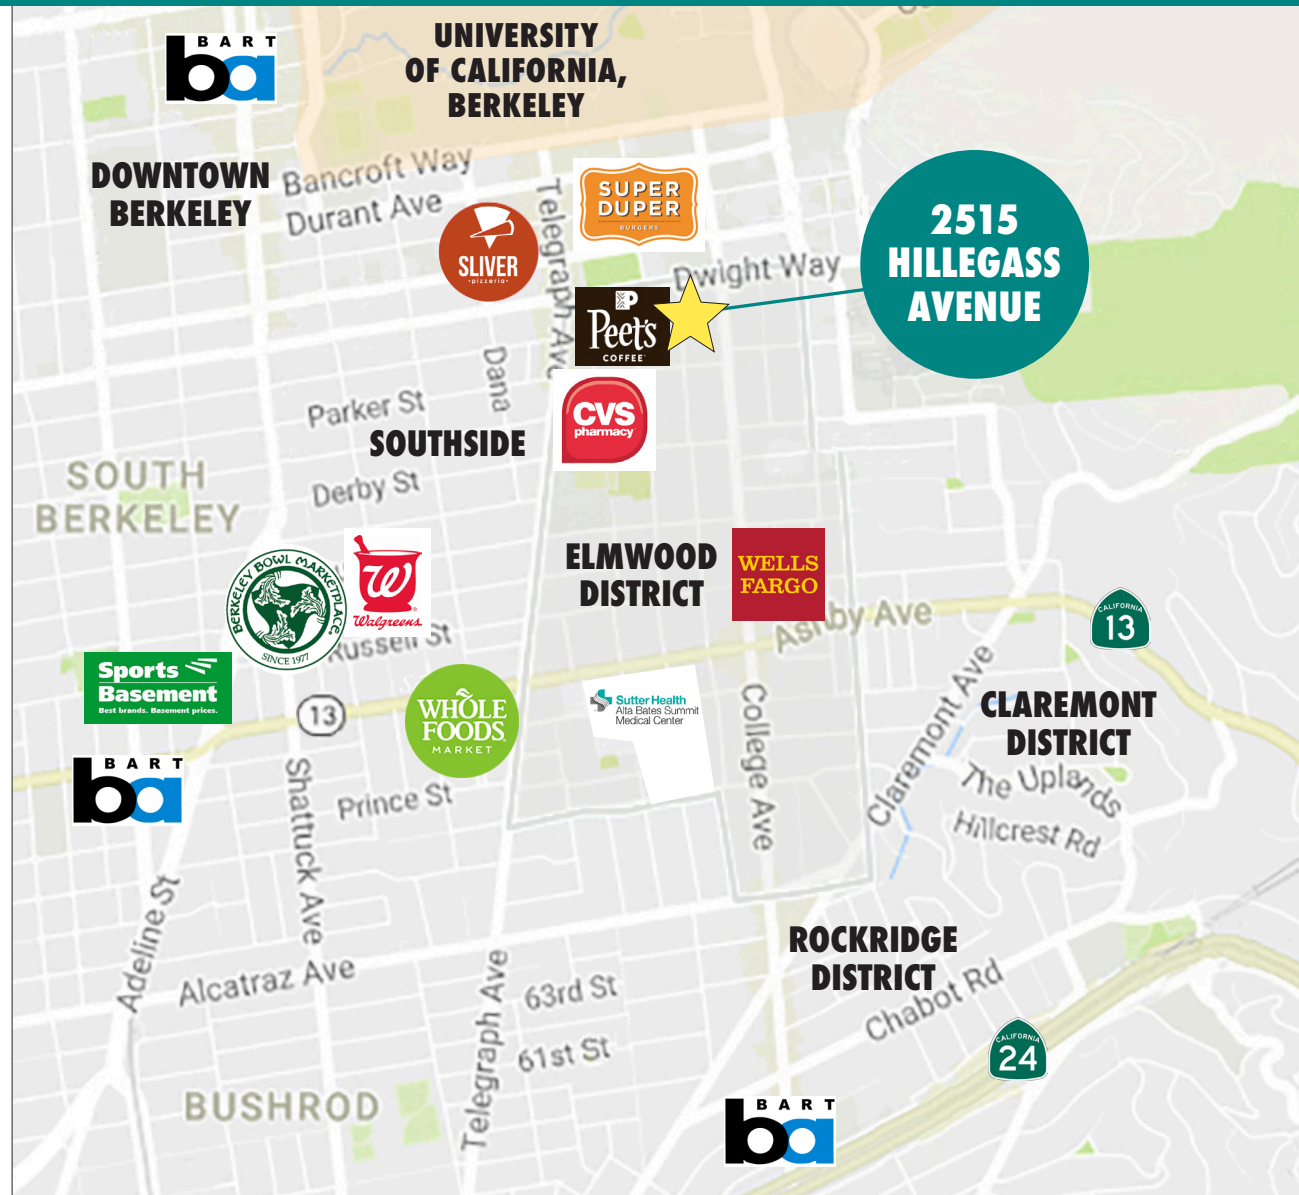 BART
ba
UNIVERSITY
OF CALIFORNIA,
BERKELEY
DOWNTOWN
BERKELEY
Bancroft Way
Durant Ave
Telegraph Ave
SUPER
DUPER
BURGERS
SLIVER
pizzeria
Dwight Way
2515
HILLEGASS
AVENUE
P
Peet's
COFFEE
Dana
Parker St
CVS
pharmacy
SOUTHSIDE
SOUTH
BERKELEY
Derby St
BERKELEY BOWL MARKETPLACE
SINCE 1977
W
Walgreens
Russell St
ELMWOOD
DISTRICT
WELLS
FARGO
Ashby Ave
CALIFORNIA
13
Sports
Basement
Best brands. Basement prices.
13
WHOLE
FOODS
MARKET
Sutter Health
Alta Bates Summit
Medical Center
College Ave
Claremont Ave
CLAREMONT
DISTRICT
BART
ba
Shattuck Ave
Prince St
The Uplands
Hillcrest Rd
Adeline St
Alcatraz Ave
Telegraph Ave
63rd St
61st St
ROCKRIDGE
DISTRICT
Chabot Rd
CALIFORNIA
24
BUSHROD
BART
ba